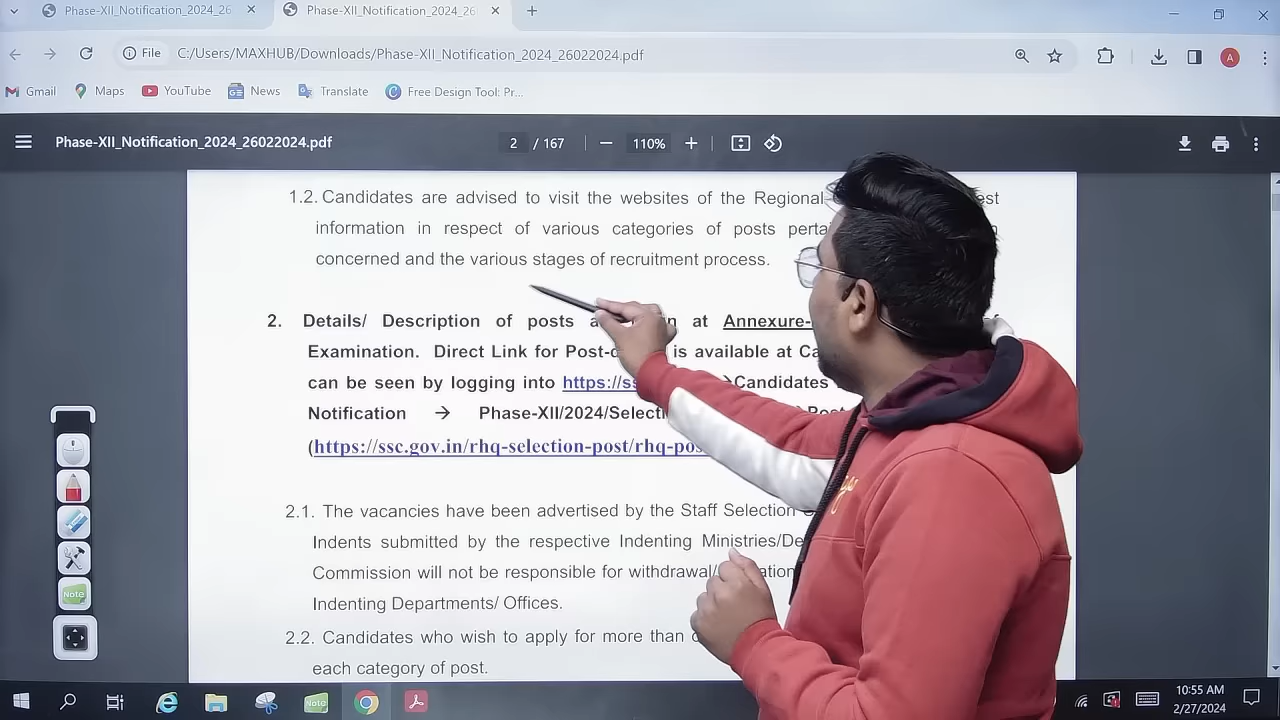 Phase-XII_Notification_2024_26
Phase-XII_Notification_2024_26
File
C:/Users/MAXHUB/Downloads/Phase-XII_Notification_2024_26022024.pdf
A
Gmail
Maps
YouTube
News
Translate
Free Design Tool: Pr...
Phase-XII_Notification_2024_26022024.pdf
2 / 167
110%
1.2. Candidates are advised to visit the websites of the Regional
information in respect of various categories of posts
concerned and the various stages of recruitment process.
2. Details/ Description of posts at Annexure-
Examination. Direct Link for is available at
can be seen by logging into https:// →Candidates
Notification → Phase-XII/2024/
(https://ssc.gov.in/rhq-selection-post/
2.1. The vacancies have been advertised by the Staff Selection
Indents submitted by the respective Indenting
Commission will not be responsible for
Indenting Departments/ Offices.
2.2. Candidates who wish to apply for more than
each category of post.
Note
Note
10:55 AM
2/27/2024